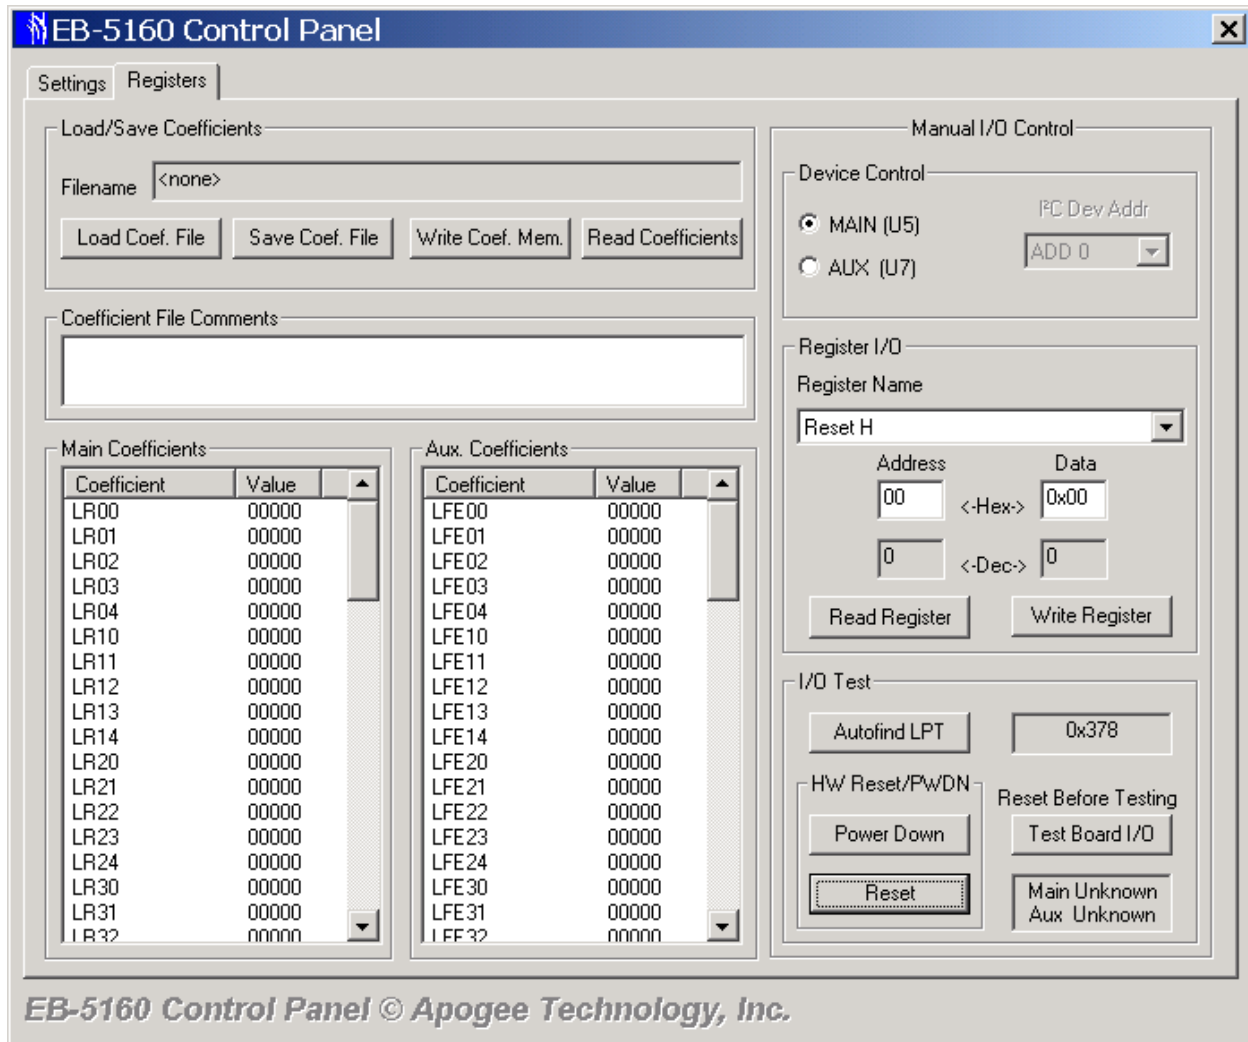 EB-5160 Control Panel
Settings Registers
Load/Save Coefficients
Filename <none>
Load Coef. File Save Coef. File Write Coef. Mem. Read Coefficients
Coefficient File Comments
Main Coefficients
Coefficient Value
LR00 00000
LR01 00000
LR02 00000
LR03 00000
LR04 00000
LR10 00000
LR11 00000
LR12 00000
LR13 00000
LR14 00000
LR20 00000
LR21 00000
LR22 00000
LR23 00000
LR24 00000
LR30 00000
LR31 00000
LR32 00000
Aux. Coefficients
Coefficient Value
LFE00 00000
LFE01 00000
LFE02 00000
LFE03 00000
LFE04 00000
LFE10 00000
LFE11 00000
LFE12 00000
LFE13 00000
LFE14 00000
LFE20 00000
LFE21 00000
LFE22 00000
LFE23 00000
LFE24 00000
LFE30 00000
LFE31 00000
LFE32 00000
Manual I/O Control
Device Control
MAIN (U5)
AUX (U7)
I²C Dev Addr
ADD 0
Register I/O
Register Name
Reset H
Address Data
00 <-Hex-> 0x00
0 <-Dec-> 0
Read Register Write Register
I/O Test
Autofind LPT 0x378
HW Reset/PWDN
Power Down
Reset
Reset Before Testing
Test Board I/O
Main Unknown
Aux Unknown
EB-5160 Control Panel © Apogee Technology, Inc.